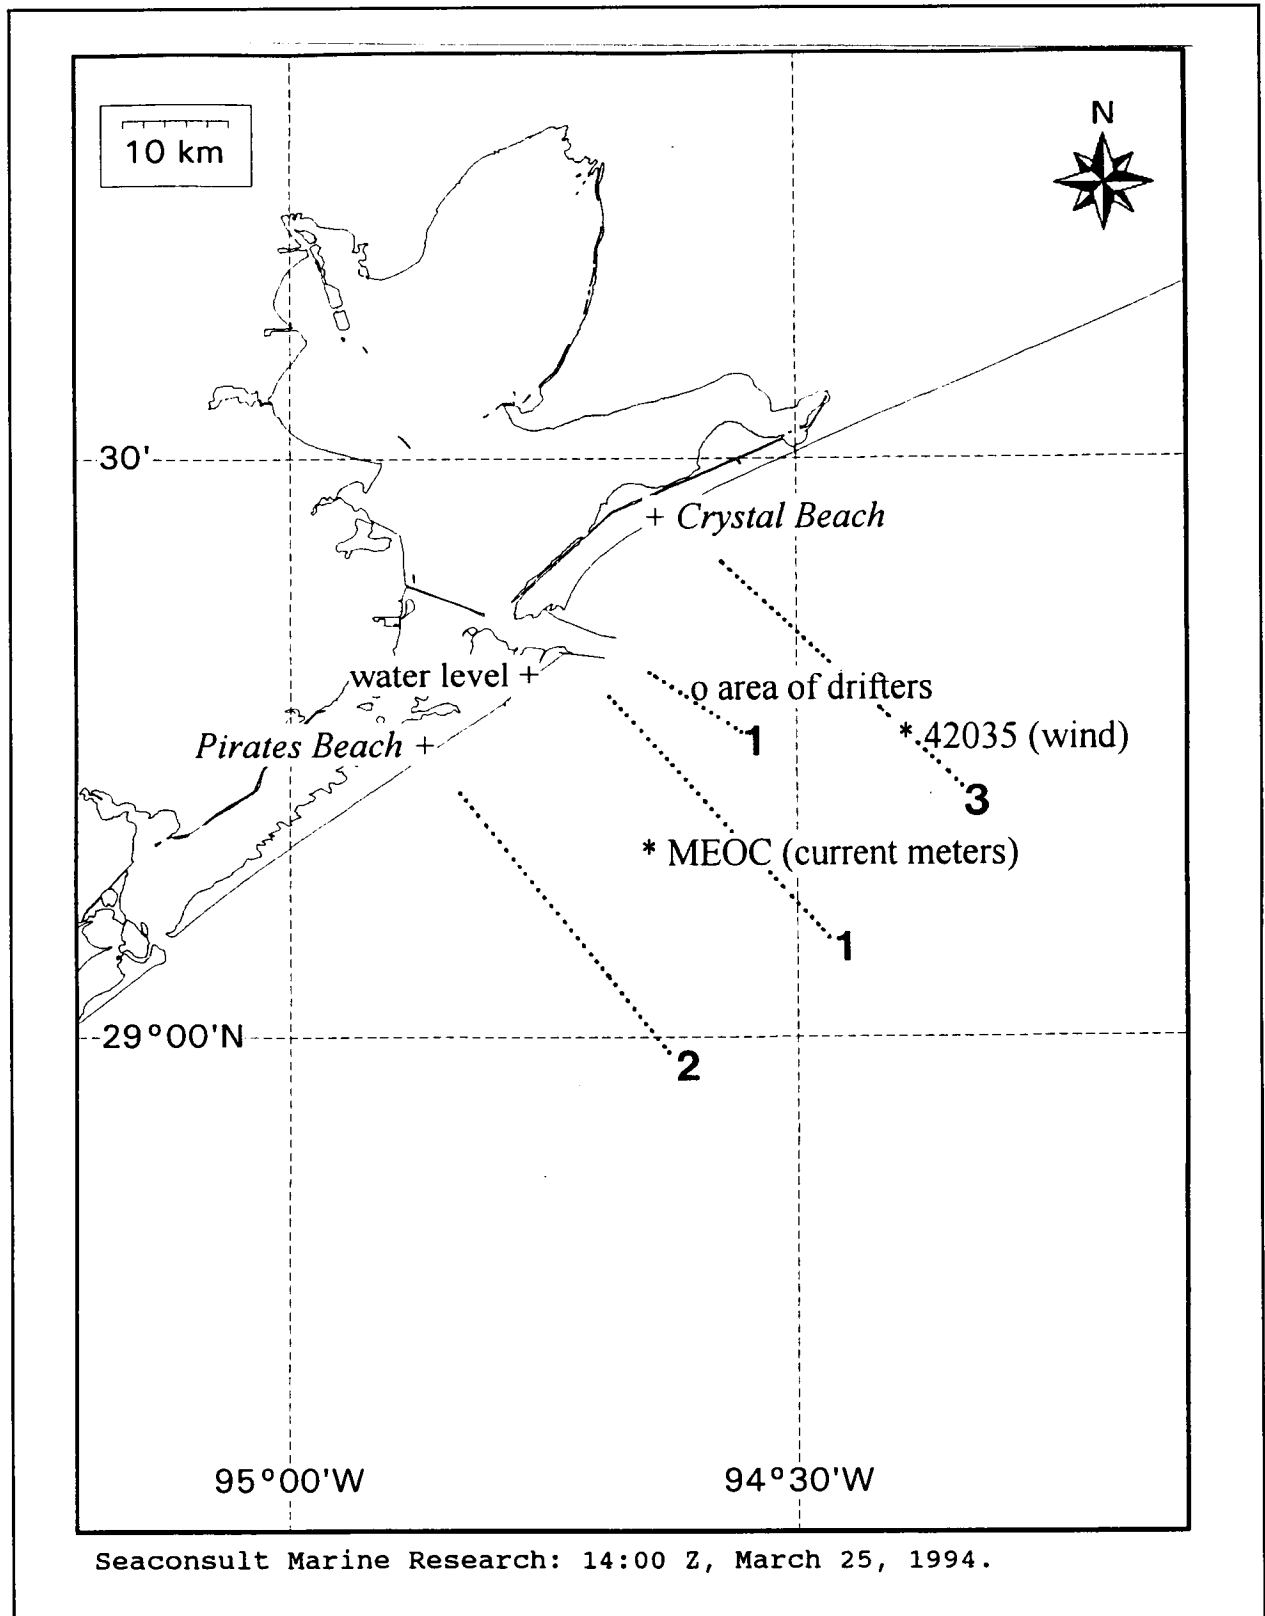 N
10 km
30'
+ Crystal Beach
water level +
o area of drifters
Pirates Beach +
1
* 42035 (wind)
3
* MEOC (current meters)
1
29°00'N
2
95°00'W
94°30'W
Seaconsult Marine Research: 14:00 Z, March 25, 1994.